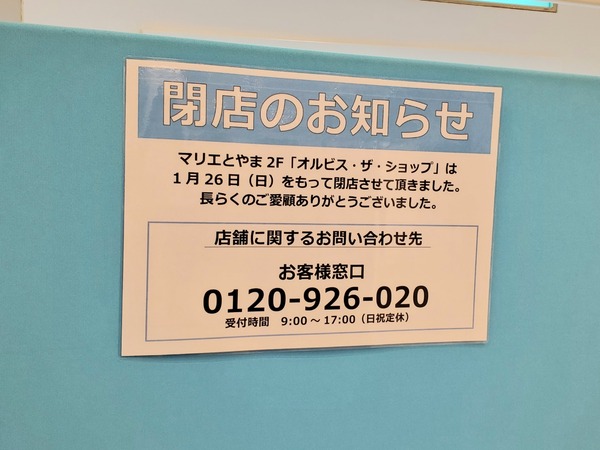 閉店のお知らせ
マリエとやま 2F「オルビス・ザ・ショップ」は
1月26日（日）をもって閉店させて頂きました。
長らくのご愛顧ありがとうございました。
店舗に関するお問い合わせ先
お客様窓口
0120-926-020
受付時間　9:00～17:00（日祝定休）